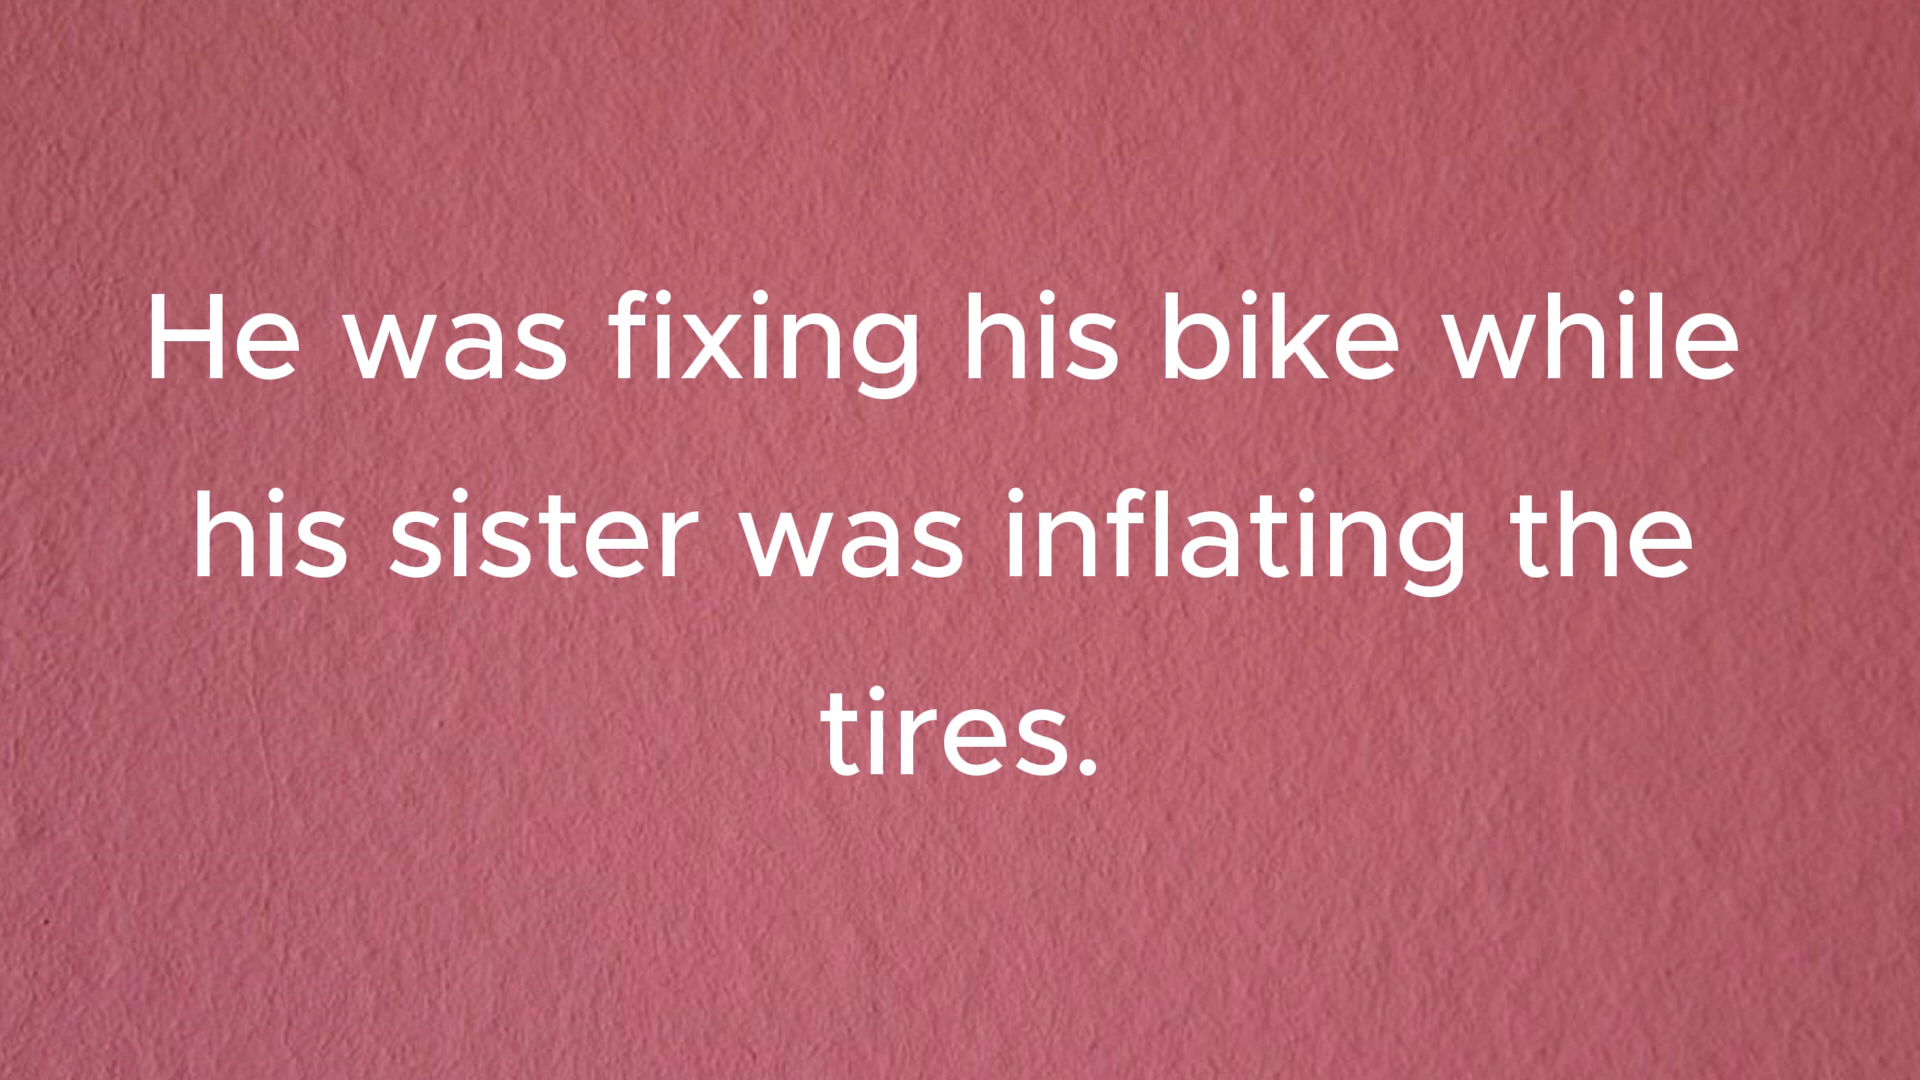 He was fixing his bike while
his sister was inflating the
tires.